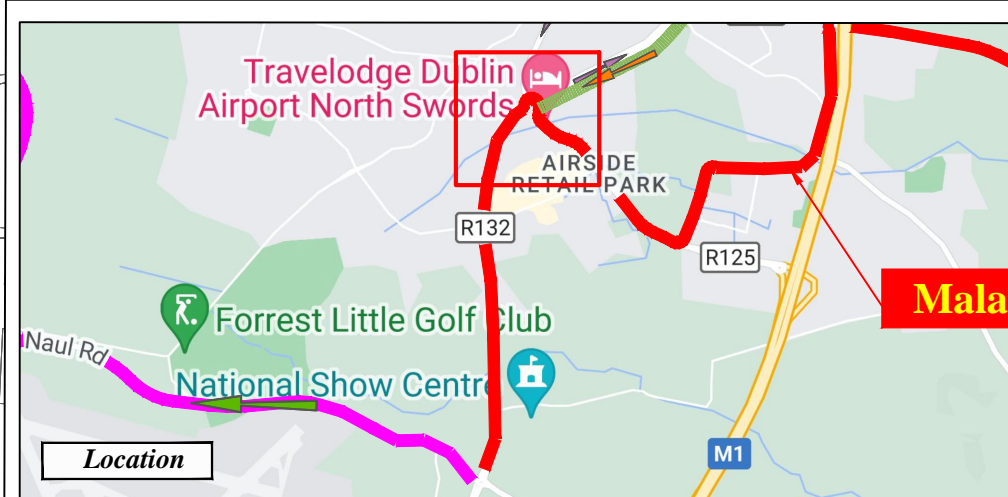 Travelodge Dublin
Airport North Swords
AIRSIDE
RETAIL PARK
R132
R125
Mala
Forrest Little Golf Club
Naul Rd
National Show Centre
M1
Location